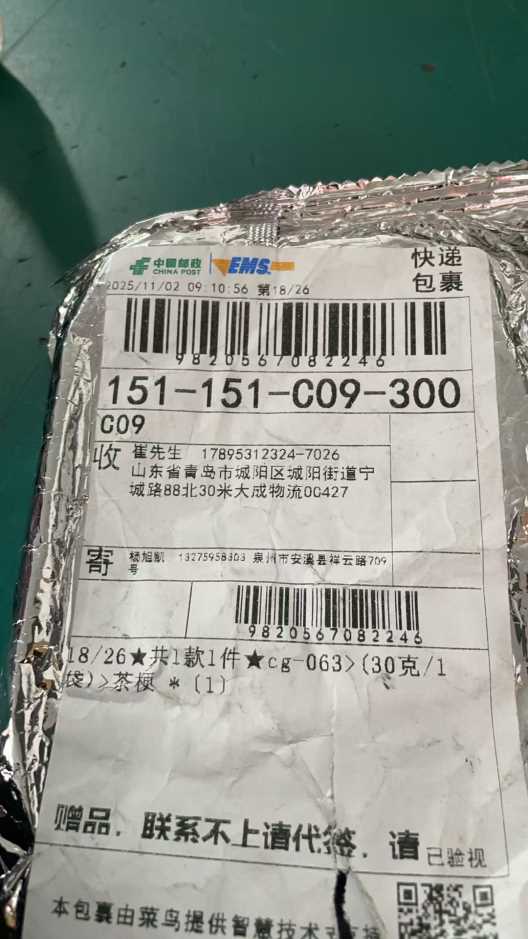 中国邮政
CHINA POST
EMS
快递
包裹
2025/11/02 09:10:56 第18/26
9820567082246
151-151-C09-300
C09
收
崔先生 17895312324-7026
山东省青岛市城阳区城阳街道宁
城路88北30米大成物流0C427
寄
杨旭凯 13275958303 泉州市安溪县祥云路709
号
9820567082246
18/26★共1款1件★cg-063>(30克/1
袋)>茶梗 * (1)
赠品，联系不上请代签，请
已验视
本包裹由菜鸟提供智慧技术支持